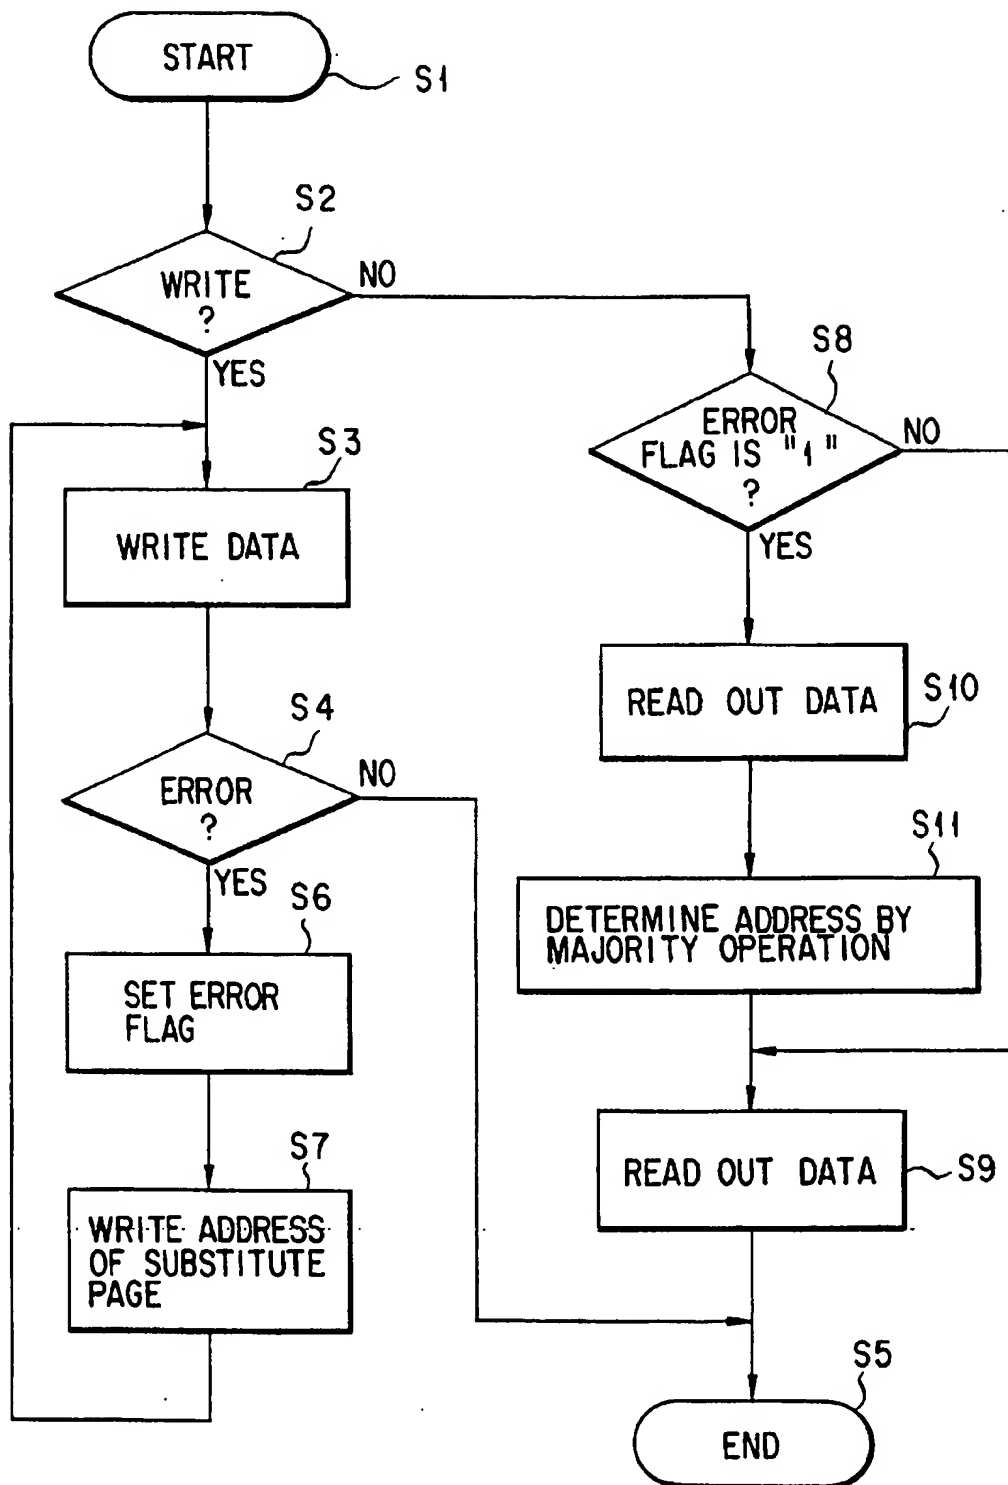 START
S1
S2
WRITE
?
NO
YES
S8
ERROR
FLAG IS "1"
?
NO
YES
S3
WRITE DATA
READ OUT DATA
S10
S4
ERROR
?
NO
YES
S11
DETERMINE ADDRESS BY
MAJORITY OPERATION
S6
SET ERROR
FLAG
S7
WRITE ADDRESS
OF SUBSTITUTE
PAGE
READ OUT DATA
S9
S5
END